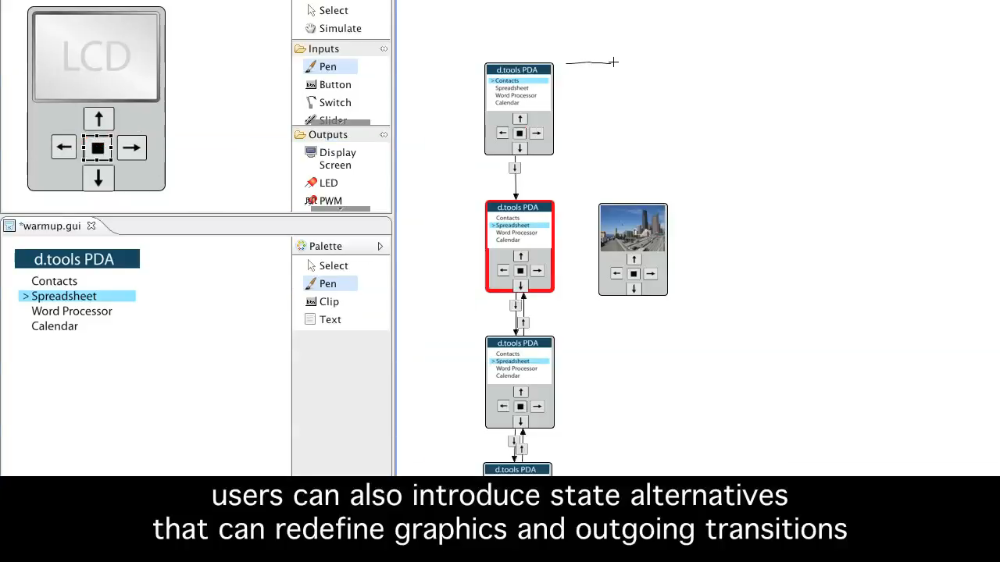 LCD
Select
Simulate
Inputs
Pen
Button
Switch
Slider
Outputs
Display
Screen
LED
PWM
*warmup.gui
d.tools PDA
Contacts
> Spreadsheet
Word Processor
Calendar
Palette
Select
Pen
Clip
Text
d.tools PDA
> Contacts
Spreadsheet
Word Processor
Calendar
d.tools PDA
Contacts
> Spreadsheet
Word Processor
Calendar
d.tools PDA
Contacts
> Spreadsheet
Word Processor
Calendar
d.tools PDA
users can also introduce state alternatives
that can redefine graphics and outgoing transitions